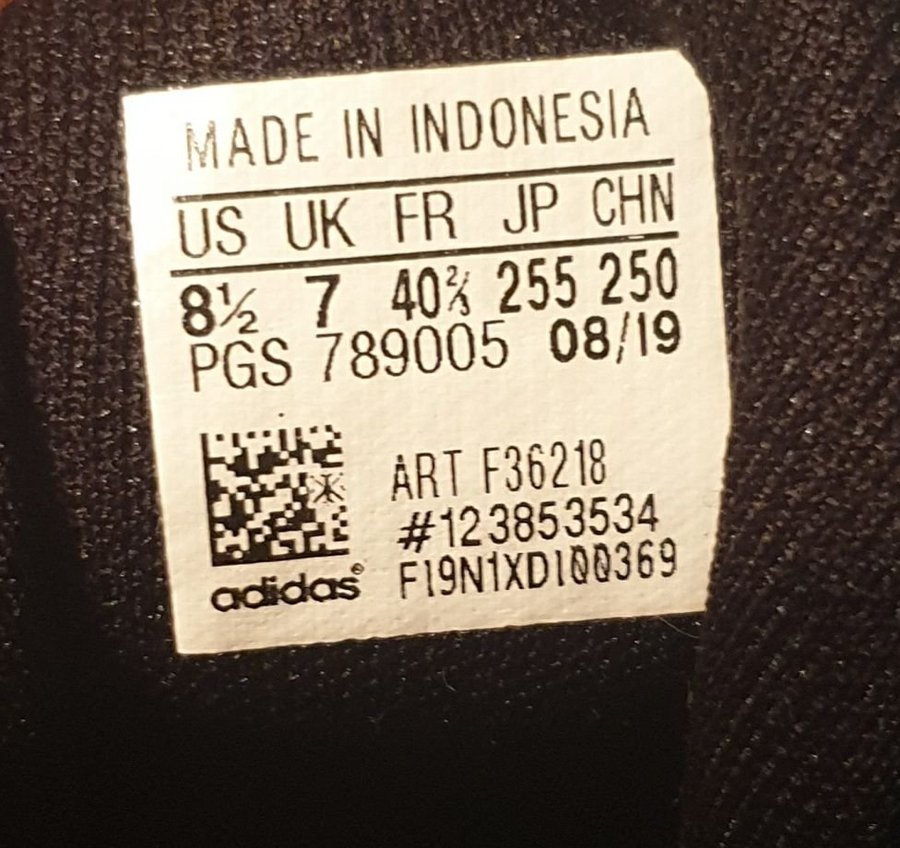 MADE IN INDONESIA
US UK FR JP CHN
8½ 7 40⅔ 255 250
PGS 789005 08/19
ART F36218
#123853534
adidas® F19N1XD100369